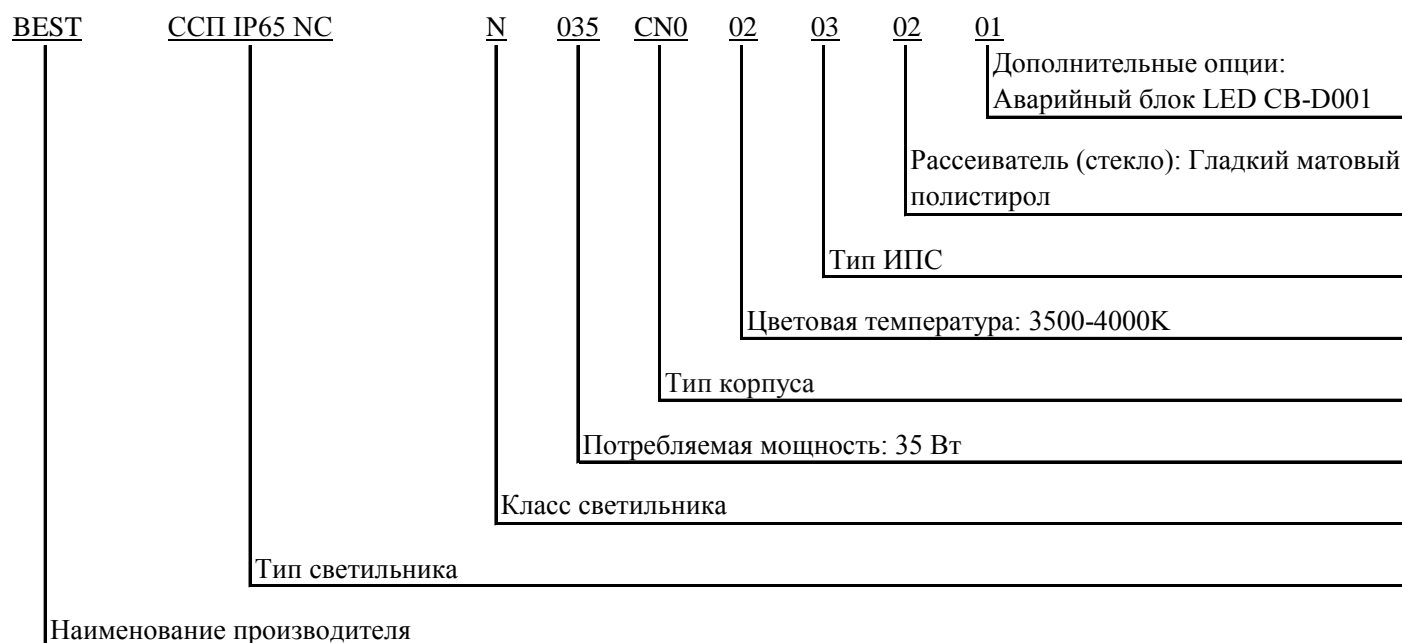 BEST ССП IP65 NC N 035 CN0 02 03 02 01
Дополнительные опции:
Аварийный блок LED CB-D001
Рассеиватель (стекло): Гладкий матовый
полистирол
Тип ИПС
Цветовая температура: 3500-4000K
Тип корпуса
Потребляемая мощность: 35 Вт
Класс светильника
Тип светильника
Наименование производителя